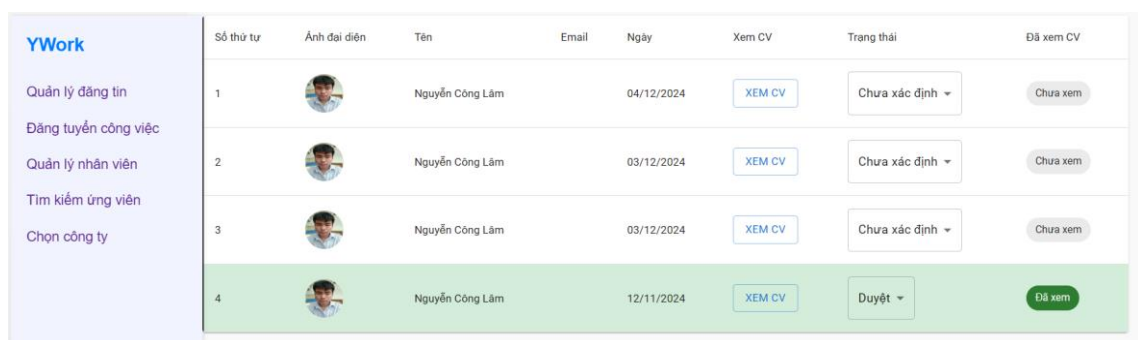 YWork
Quản lý đăng tin
Đăng tuyển công việc
Quản lý nhân viên
Tìm kiếm ứng viên
Chọn công ty
Số thứ tự Ảnh đại diện Tên Email Ngày Xem CV Trạng thái Đã xem CV
1 Nguyễn Công Lâm 04/12/2024 XEM CV Chưa xác định Chưa xem
2 Nguyễn Công Lâm 03/12/2024 XEM CV Chưa xác định Chưa xem
3 Nguyễn Công Lâm 03/12/2024 XEM CV Chưa xác định Chưa xem
4 Nguyễn Công Lâm 12/11/2024 XEM CV Duyệt Đã xem